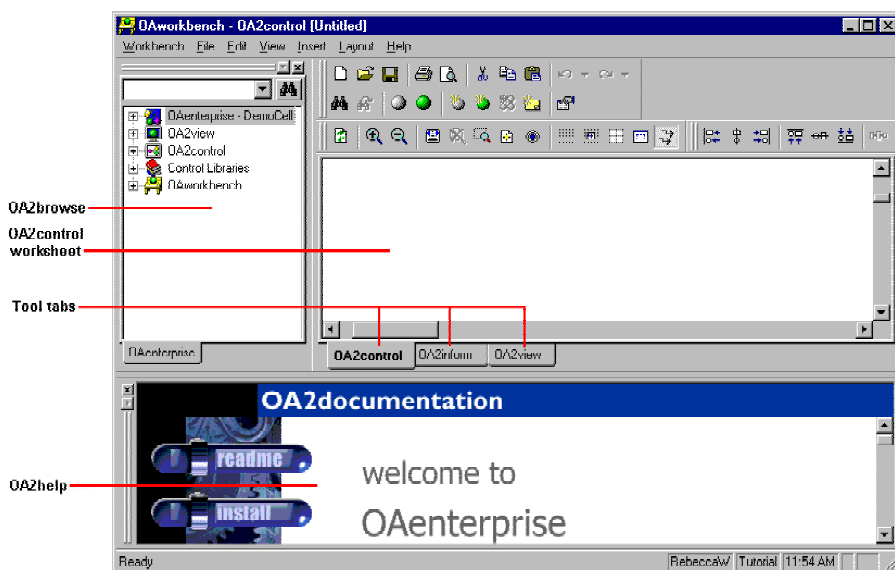 OAworkbench - OA2control [Untitled]
Workbench File Edit View Insert Layout Help
OAenterprise - DemoCell
OA2view
OA2control
Control Libraries
OAworkbench
OA2browse
OA2control
worksheet
Tool tabs
OAenterprise
OA2control OA2inform OA2view
OA2documentation
readme
install
welcome to
OAenterprise
OA2help
Ready
RebeccaW Tutorial 11:54 AM